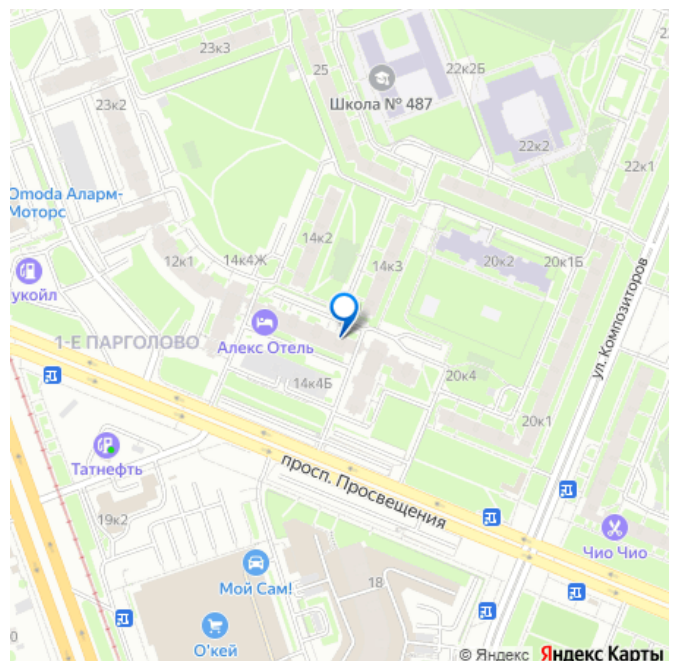 23к3
25
22к2Б
Школа № 487
23к2
22к2
22к1
Omoda Аларм-
Моторс
14к2
12к1
14к4Ж
14к3
20к2
20к1Б
укойл
Алекс Отель
1-Е ПАРГОЛОВО
ул. Композиторов
14к4Б
20к4
20к1
Татнефть
просп. Просвещения
19к2
Чио Чио
Мой Сам!
18
О'кей
© Яндекс Яндекс Карты